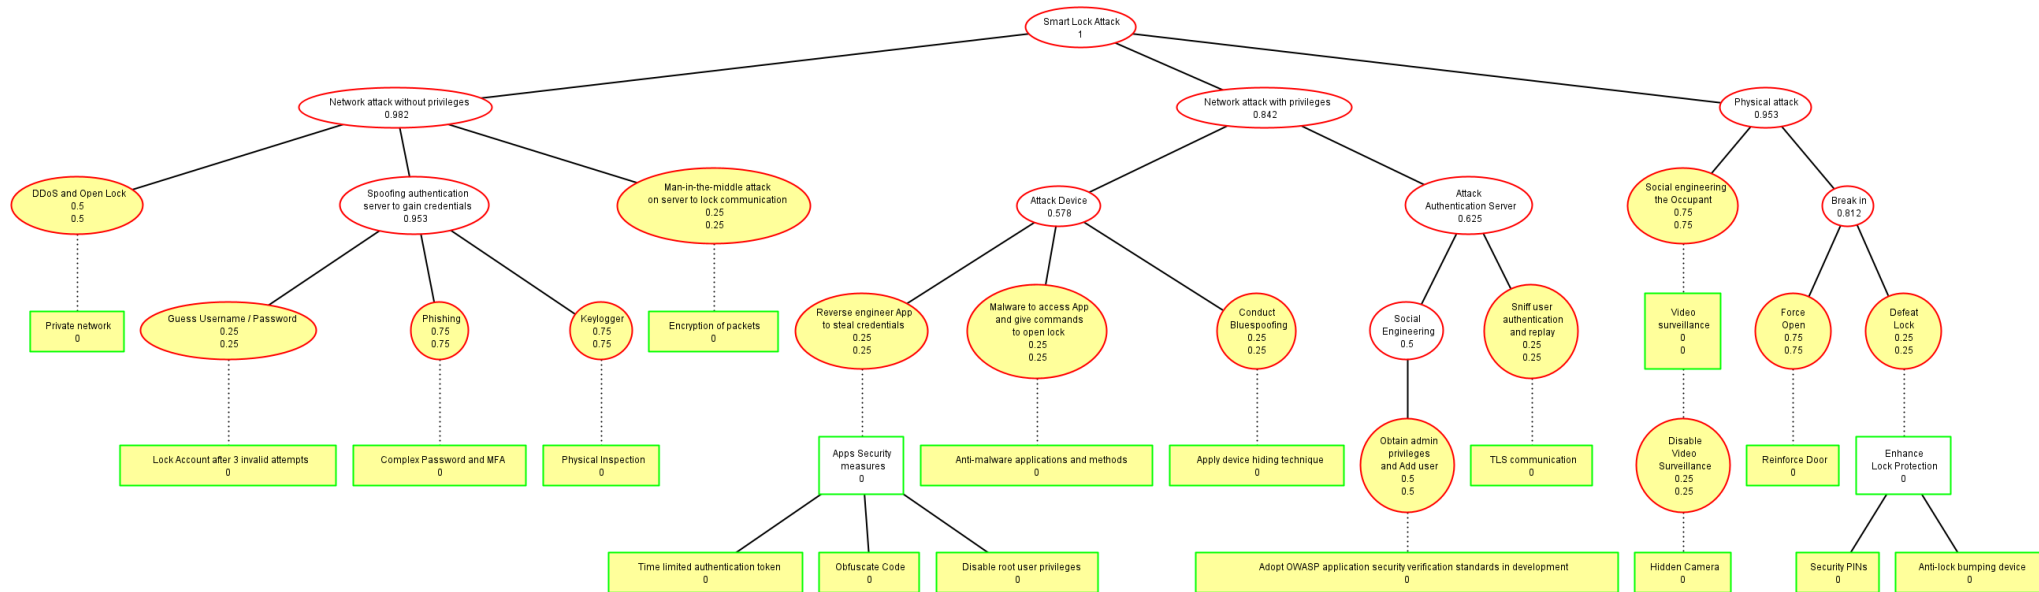 Smart Lock Attack
1
Network attack without privileges
0.982
Network attack with privileges
0.842
Physical attack
0.953
DDoS and Open Lock
0.5
0.5
Spoofing authentication
server to gain credentials
0.953
Man-in-the-middle attack
on server to lock communication
0.25
0.25
Attack Device
0.578
Attack
Authentication Server
0.625
Social engineering
the Occupant
0.75
0.75
Break in
0.812
Private network
0
Guess Username / Password
0.25
0.25
Phishing
0.75
0.75
Keylogger
0.75
0.75
Encryption of packets
0
Reverse engineer App
to steal credentials
0.25
0.25
Malware to access App
and give commands
to open lock
0.25
0.25
Conduct
Bluespoofing
0.25
0.25
Social
Engineering
0.5
Sniff user
authentication
and replay
0.25
0.25
Video
surveillance
0
0
Force
Open
0.75
0.75
Defeat
Lock
0.25
0.25
Lock Account after 3 invalid attempts
0
Complex Password and MFA
0
Physical Inspection
0
Apps Security
measures
0
Anti-malware applications and methods
0
Apply device hiding technique
0
Obtain admin
privileges
and Add user
0.5
0.5
TLS communication
0
Disable
Video
Surveillance
0.25
0.25
Reinforce Door
0
Enhance
Lock Protection
0
Time limited authentication token
0
Obfuscate Code
0
Disable root user privileges
0
Adopt OWASP application security verification standards in development
0
Hidden Camera
0
Security PINs
0
Anti-lock bumping device
0